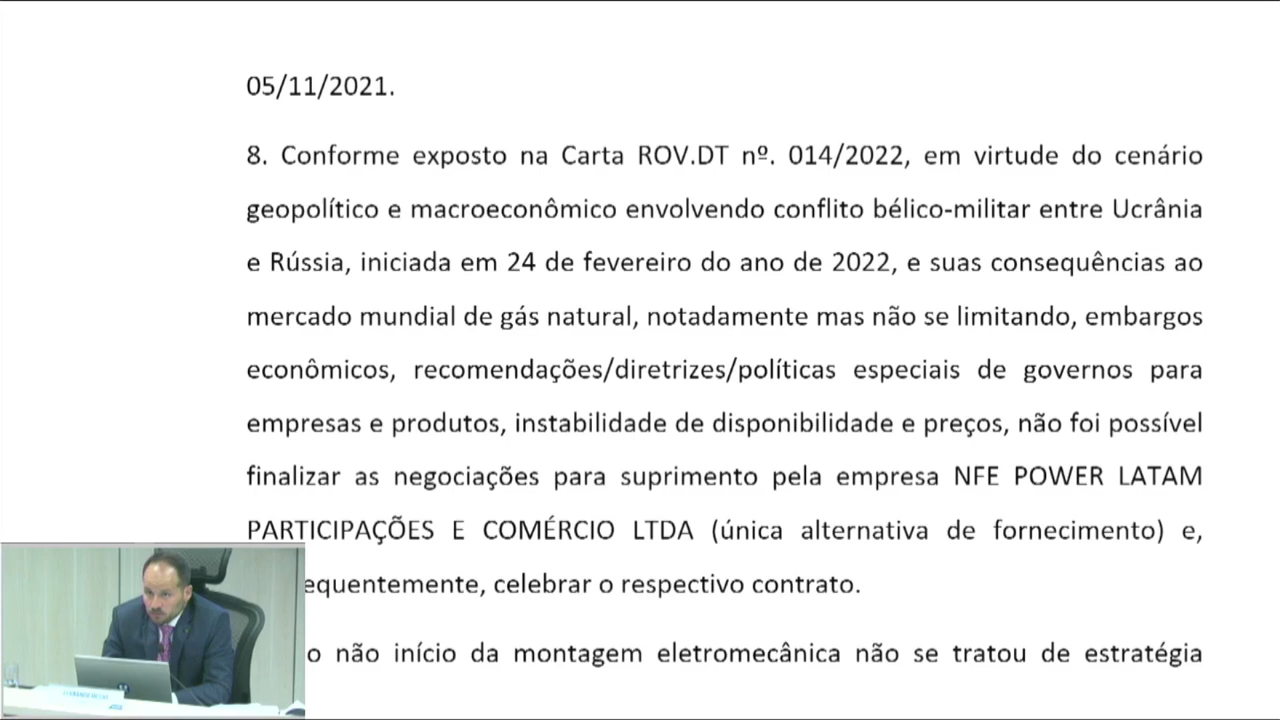 05/11/2021.
8. Conforme exposto na Carta ROV.DT nº. 014/2022, em virtude do cenário
geopolítico e macroeconômico envolvendo conflito bélico-militar entre Ucrânia
e Rússia, iniciada em 24 de fevereiro do ano de 2022, e suas consequências ao
mercado mundial de gás natural, notadamente mas não se limitando, embargos
econômicos, recomendações/diretrizes/políticas especiais de governos para
empresas e produtos, instabilidade de disponibilidade e preços, não foi possível
finalizar as negociações para suprimento pela empresa NFE POWER LATAM
PARTICIPAÇÕES E COMÉRCIO LTDA (única alternativa de fornecimento) e,
equentemente, celebrar o respectivo contrato.
o não início da montagem eletromecânica não se tratou de estratégia